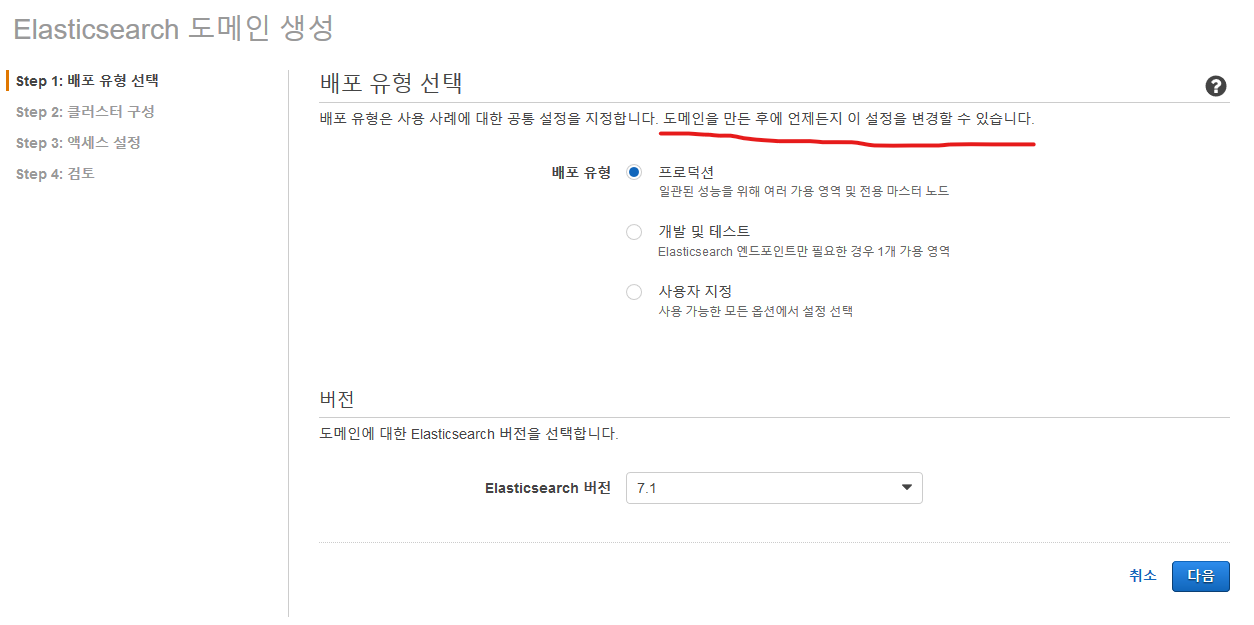 Elasticsearch 도메인 생성
Step 1: 배포 유형 선택
Step 2: 클러스터 구성
Step 3: 액세스 설정
Step 4: 검토
배포 유형 선택
?
배포 유형은 사용 사례에 대한 공통 설정을 지정합니다. 도메인을 만든 후에 언제든지 이 설정을 변경할 수 있습니다.
배포 유형
프로덕션
일관된 성능을 위해 여러 가용 영역 및 전용 마스터 노드
개발 및 테스트
Elasticsearch 엔드포인트만 필요한 경우 1개 가용 영역
사용자 지정
사용 가능한 모든 옵션에서 설정 선택
버전
도메인에 대한 Elasticsearch 버전을 선택합니다.
Elasticsearch 버전
7.1
취소
다음